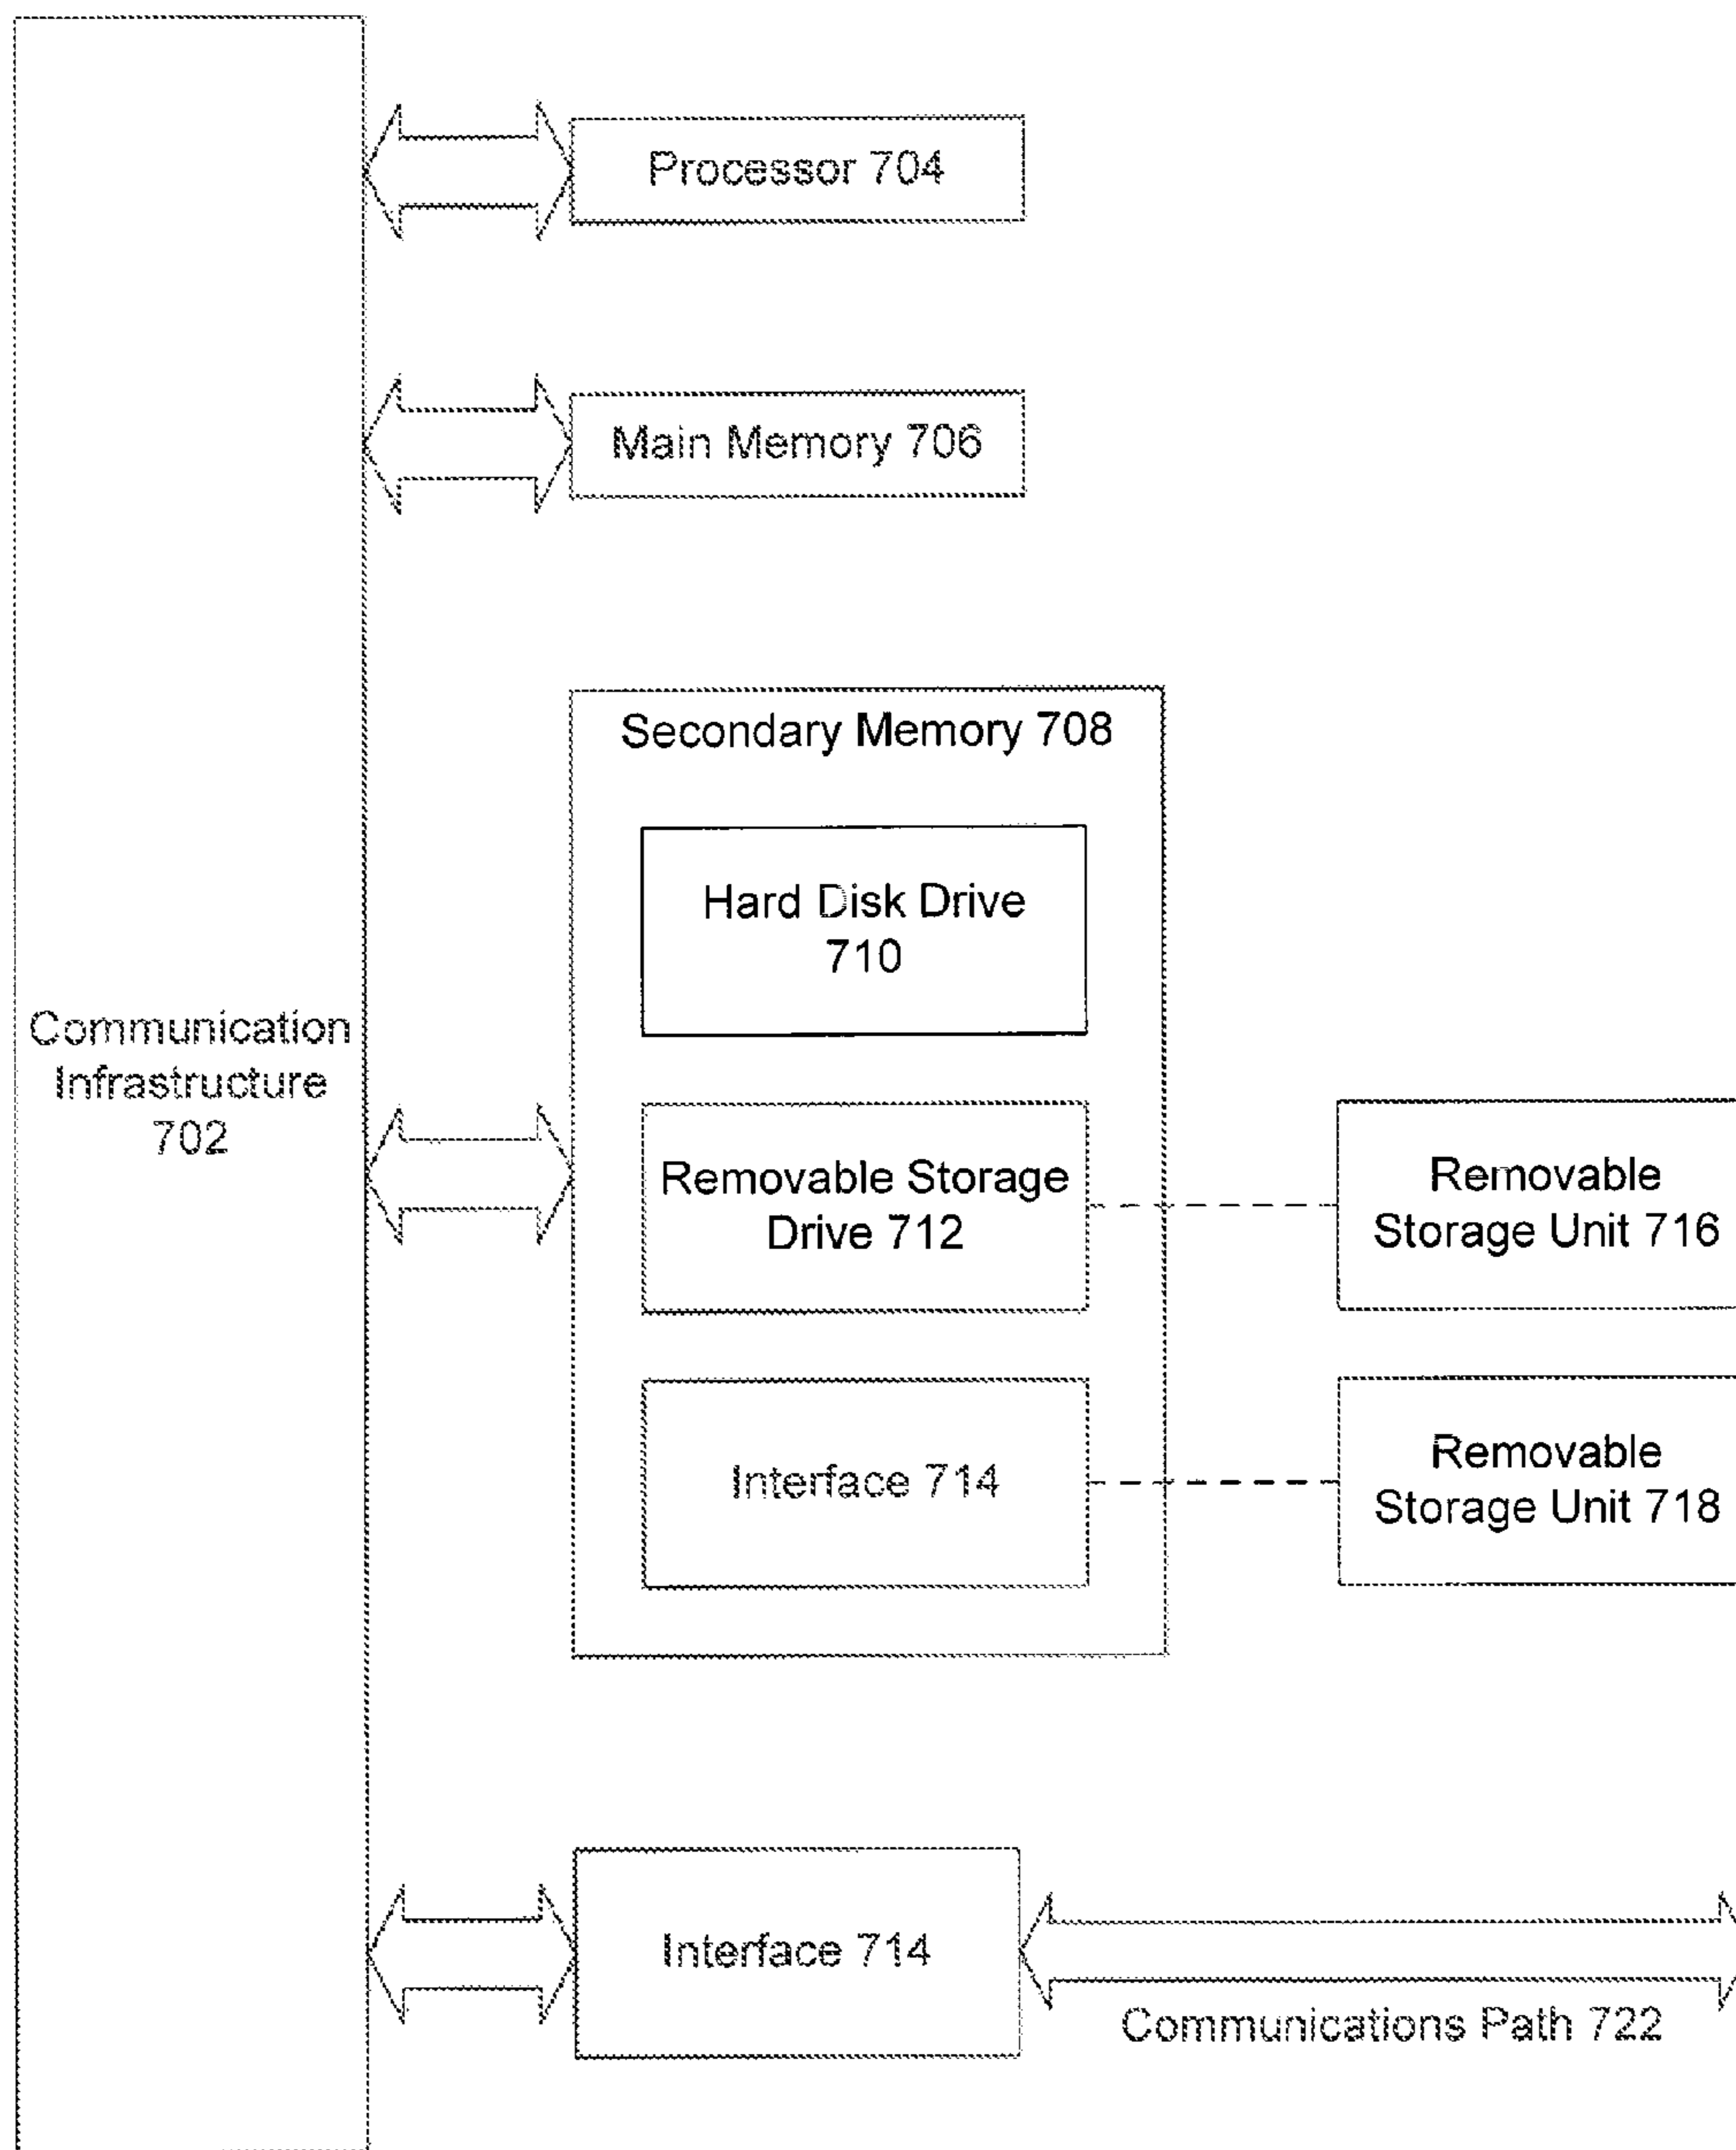 Processor 704
Main Memory 706
Secondary Memory 708
Hard Disk Drive
710
Communication
Infrastructure
702
Removable Storage
Drive 712
Removable
Storage Unit 716
Interface 714
Removable
Storage Unit 718
Interface 714
Communications Path 722